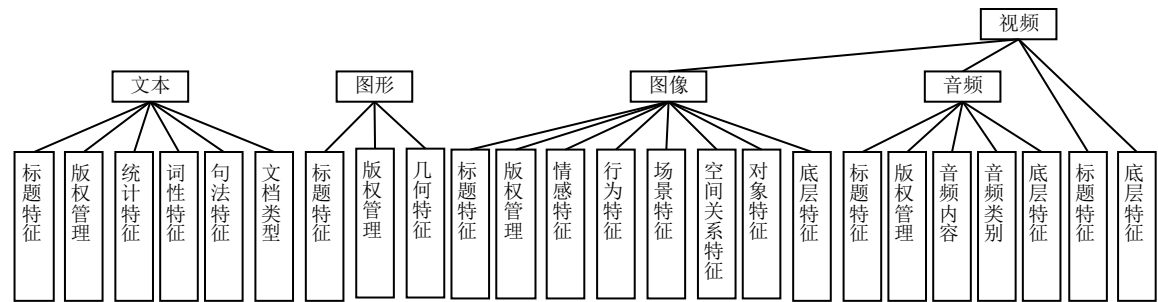 视频
文本
图形
图像
音频
标题特征
版权管理
统计特征
词性特征
句法特征
文档类型
标题特征
版权管理
几何特征
标题特征
版权管理
情感特征
行为特征
场景特征
空间关系特征
对象特征
底层特征
标题特征
版权管理
音频内容
音频类别
底层特征
标题特征
底层特征